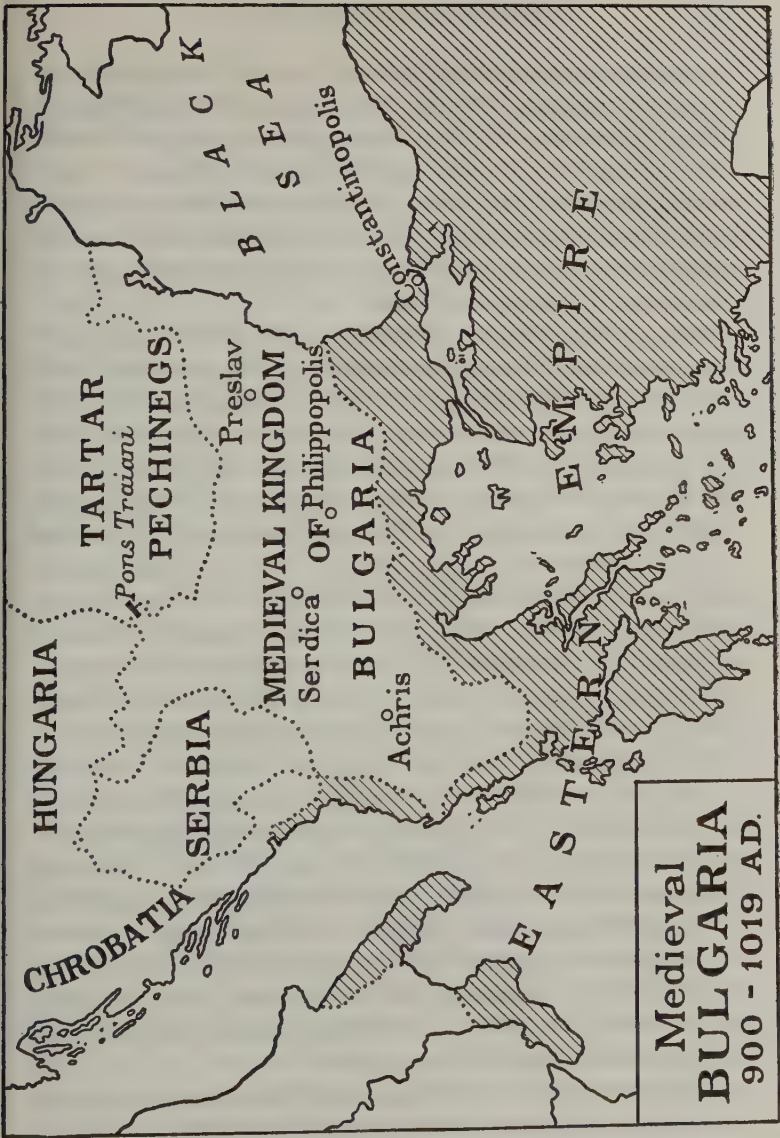 CHROBATIA
HUNGARIA
SERBIA
TARTAR
Pons Traiani
PECHINEGS
BLACK
SEA
Preslav
MEDIEVAL KINGDOM
Serdica
OF
Philippopolis
BULGARIA
Achris
Constantinopolis
EASTERN EMPIRE
Medieval
BULGARIA
900 - 1019 AD.